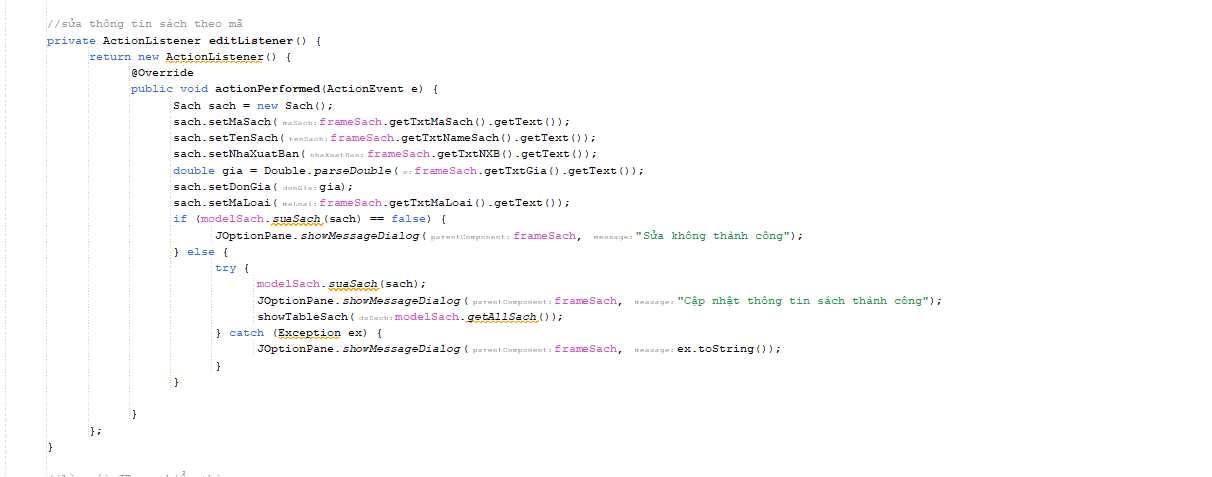 //sửa thông tin sách theo mã
private ActionListener editListener() {
return new ActionListener() {
@Override
public void actionPerformed(ActionEvent e) {
Sach sach = new Sach();
sach.setMaSach( maSach: frameSach.getTxtMaSach().getText());
sach.setTenSach( tenSach: frameSach.getTxtNameSach().getText());
sach.setNhaXuatBan( nhaXuatBan: frameSach.getTxtNXB().getText());
double gia = Double.parseDouble( s: frameSach.getTxtGia().getText());
sach.setDonGia( donGia: gia);
sach.setMaLoai( maLoai: frameSach.getTxtMaLoai().getText());
if (modelSach.suaSach(sach) == false) {
JOptionPane.showMessageDialog( parentComponent: frameSach, message: "Sửa không thành công");
} else {
try {
modelSach.suaSach(sach);
JOptionPane.showMessageDialog( parentComponent: frameSach, message: "Cập nhật thông tin sách thành công");
showTableSach( dsSach: modelSach.getAllSach());
} catch (Exception ex) {
JOptionPane.showMessageDialog( parentComponent: frameSach, message: ex.toString());
}
}
}
};
}